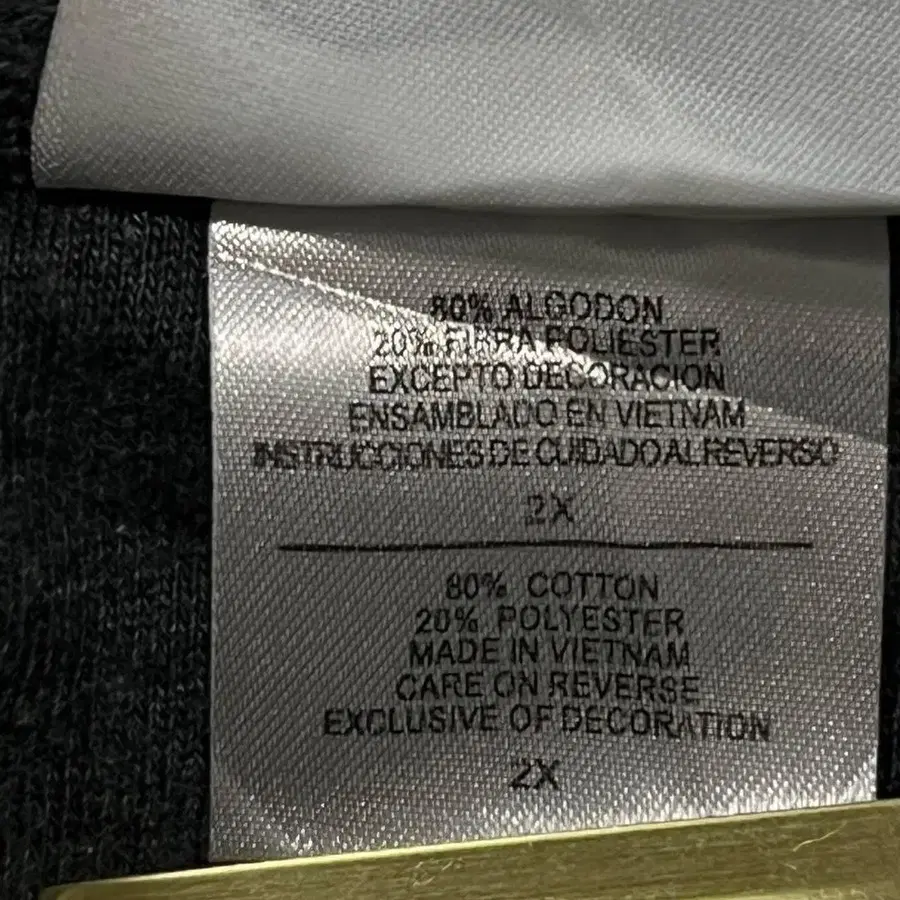 80% ALGODON
20% FIBRA POLIESTER
EXCEPTO DECORACION
ENSAMBLADO EN VIETNAM
INSTRUCCIONES DE CUIDADO AL REVERSO
2X
80% COTTON
20% POLYESTER
MADE IN VIETNAM
CARE ON REVERSE
EXCLUSIVE OF DECORATION
2X